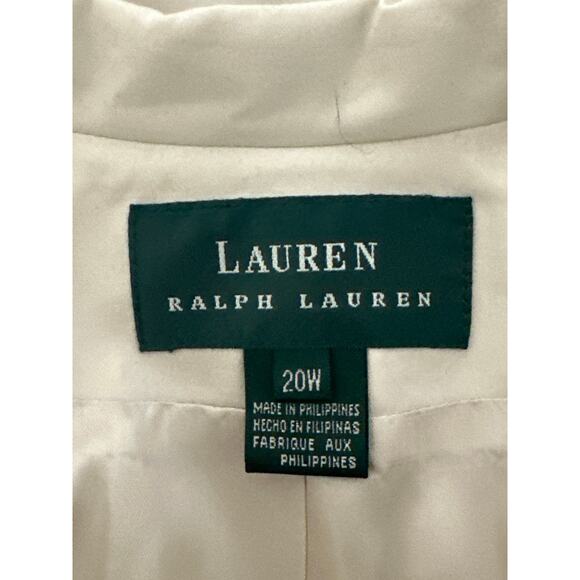 LAUREN
RALPH LAUREN
20W
MADE IN PHILIPPINES
HECHO EN FILIPINAS
FABRIQUE AUX
PHILIPPINES